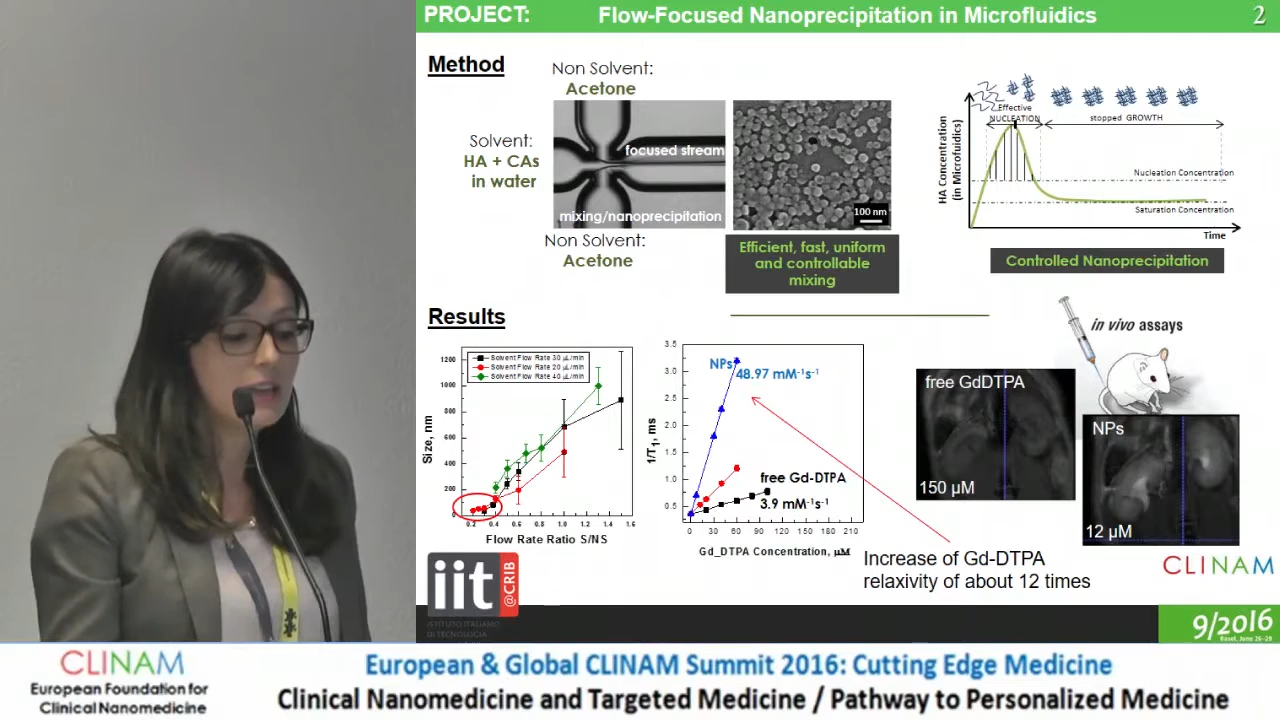 PROJECT: Flow-Focused Nanoprecipitation in Microfluidics 2
Method
Non Solvent:
Acetone
Solvent:
HA + CAs
in water
focused stream
mixing/nanoprecipitation
Non Solvent:
Acetone
100 nm
Efficient, fast, uniform
and controllable
mixing
Effective
NUCLEATION
stopped GROWTH
HA Concentration
(in Microfluidics)
Nucleation Concentration
Saturation Concentration
Time
Controlled Nanoprecipitation
Results
Solvent Flow Rate 30 µL/min
Solvent Flow Rate 20 µL/min
Solvent Flow Rate 40 µL/min
Size, nm
1200
1000
800
600
400
200
0
0.2 0.4 0.6 0.8 1.0 1.2 1.4 1.6
Flow Rate Ratio S/NS
1/T1, ms
3.5
3.0
2.5
2.0
1.5
1.0
0.5
NPs
48.97 mM⁻¹s⁻¹
free Gd-DTPA
3.9 mM⁻¹s⁻¹
0 30 60 90 120 150 180 210
Gd_DTPA Concentration, µM
in vivo assays
free GdDTPA
150 µM
NPs
12 µM
Increase of Gd-DTPA
relaxivity of about 12 times
CLINAM
iit @CRIB
ISTITUTO ITALIANO
DI TECNOLOGIA
9/2016
Basel, June 26-29
CLINAM
European Foundation for
Clinical Nanomedicine
European & Global CLINAM Summit 2016: Cutting Edge Medicine
Clinical Nanomedicine and Targeted Medicine / Pathway to Personalized Medicine